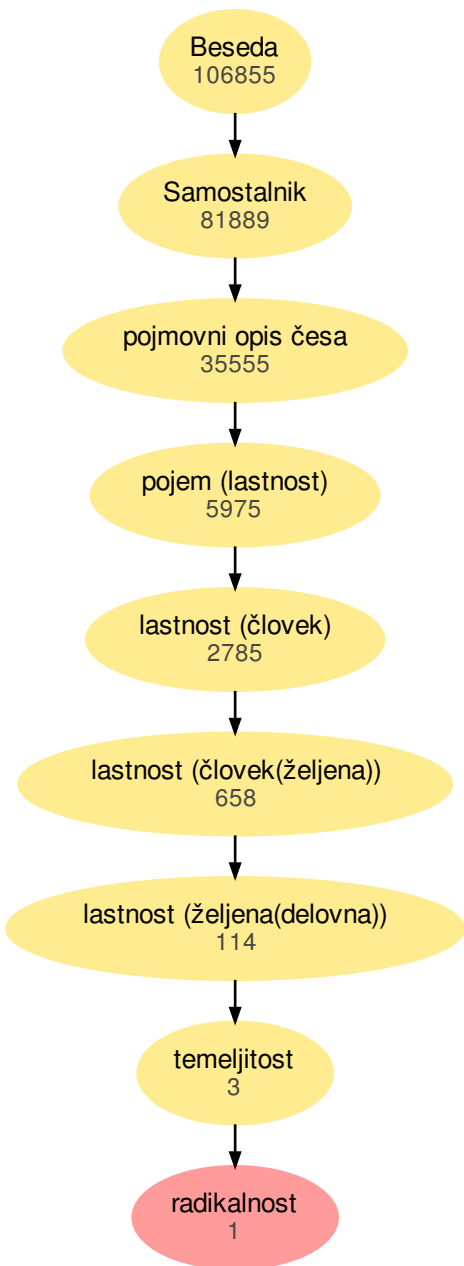 Beseda
106855
Samostalnik
81889
pojmovni opis česa
35555
pojem (lastnost)
5975
lastnost (človek)
2785
lastnost (človek(željena))
658
lastnost (željena(delovna))
114
temeljitost
3
radikalnost
1